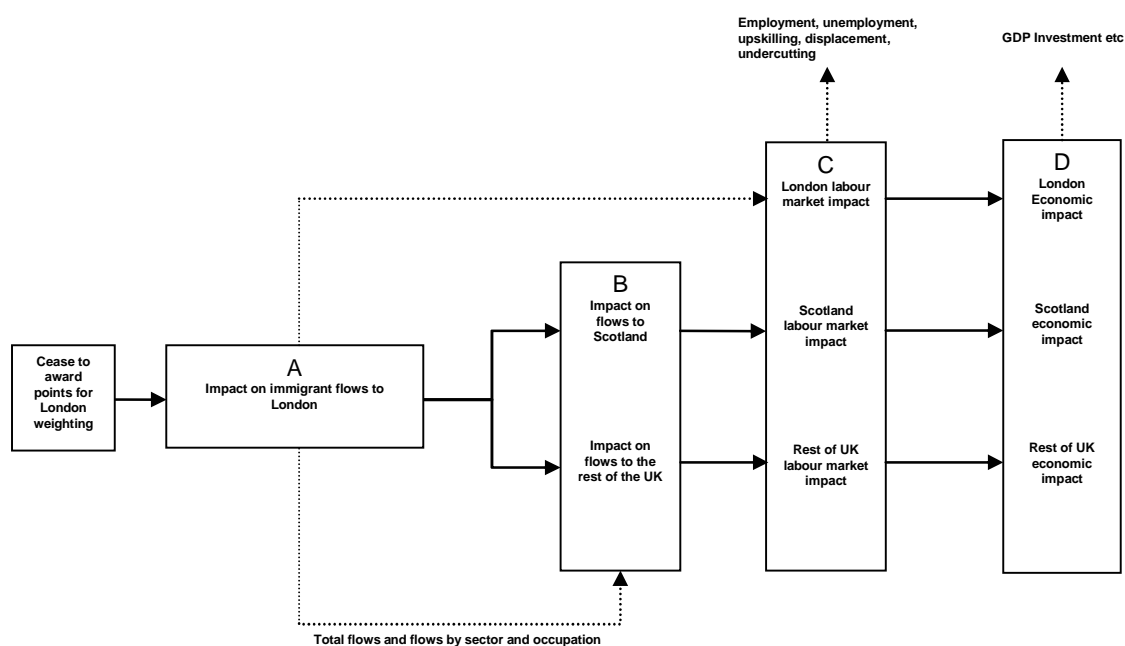 Employment, unemployment,
upskilling, displacement,
undercutting
GDP Investment etc
Cease to
award
points for
London
weighting
A
Impact on immigrant flows to
London
B
Impact on
flows to
Scotland
Impact on
flows to the
rest of the UK
C
London labour
market impact
Scotland
labour market
impact
Rest of UK
labour market
impact
D
London
Economic
impact
Scotland
economic
impact
Rest of UK
economic
impact
Total flows and flows by sector and occupation